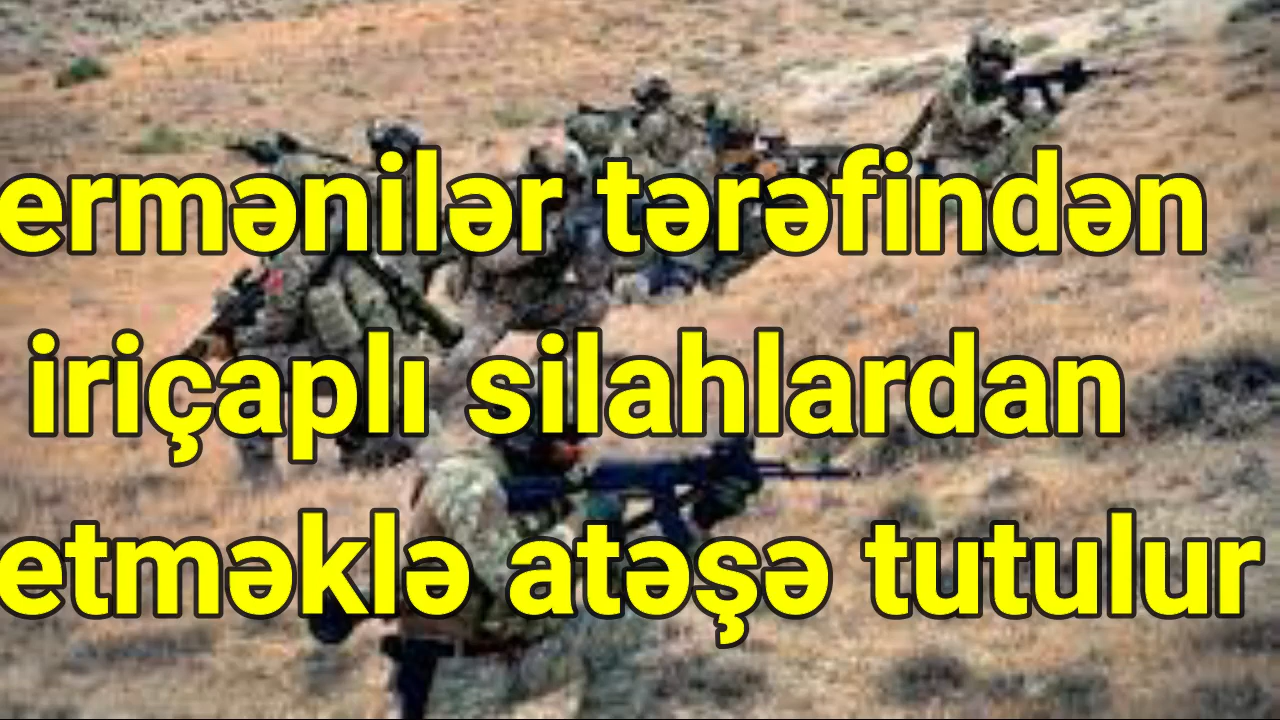 ermənilər tərəfindən
iriçaplı silahlardan
etməklə atəşə tutulur